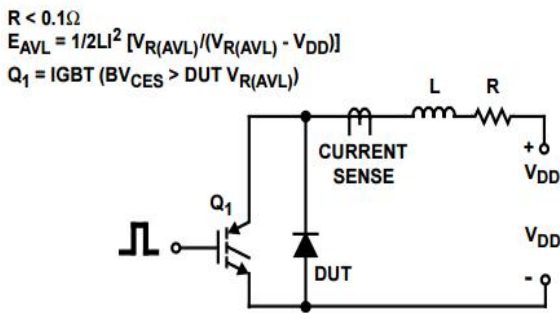 R < 0.1Ω
E_AVL = 1/2LI² [V_R(AVL)/(V_R(AVL) - V_DD)]
Q₁ = IGBT (BV_CES > DUT V_R(AVL))
L
R
CURRENT
SENSE
+
V_DD
Q₁
V_DD
DUT
-